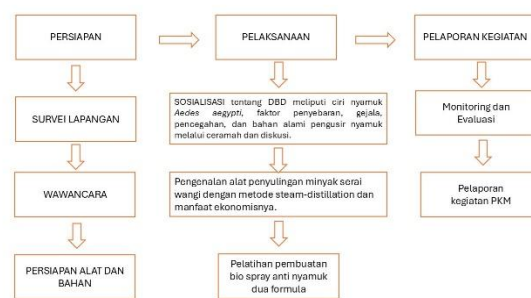 PERSIAPAN
PELAKSANAAN
PELAPORAN KEGIATAN
SURVEI LAPANGAN
SOSIALISASI tentang DBD meliputi ciri nyamuk
Aedes aegypti, faktor penyebaran, gejala,
pencegahan, dan bahan alami pengusir nyamuk
melalui ceramah dan diskusi.
Monitoring dan
Evaluasi
WAWANCARA
Pengenalan alat penyulingan minyak serai
wangi dengan metode steam-distillation dan
manfaat ekonomisnya.
Pelaporan
kegiatan PKM
PERSIAPAN ALAT DAN
BAHAN
Pelatihan pembuatan
bio spray anti nyamuk
dua formula